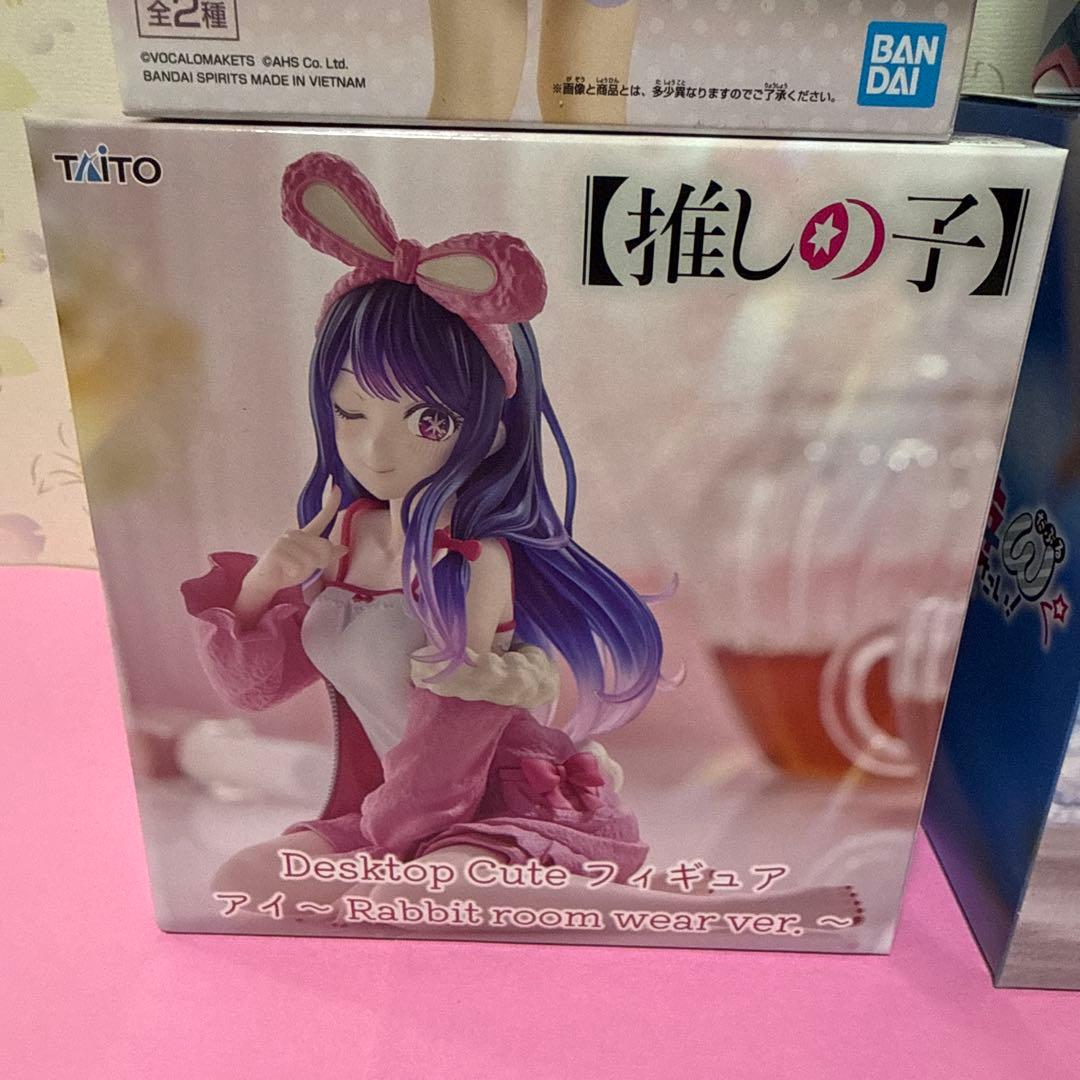 全2種
©VOCALOMAKETS ©AHS Co. Ltd.
BANDAI SPIRITS MADE IN VIETNAM
※画像と商品とは、多少異なりますのでご了承ください。
BAN
DAI
TAITO
【推しの子】
Desktop Cute フィギュア
アイ～ Rabbit room wear ver. ～